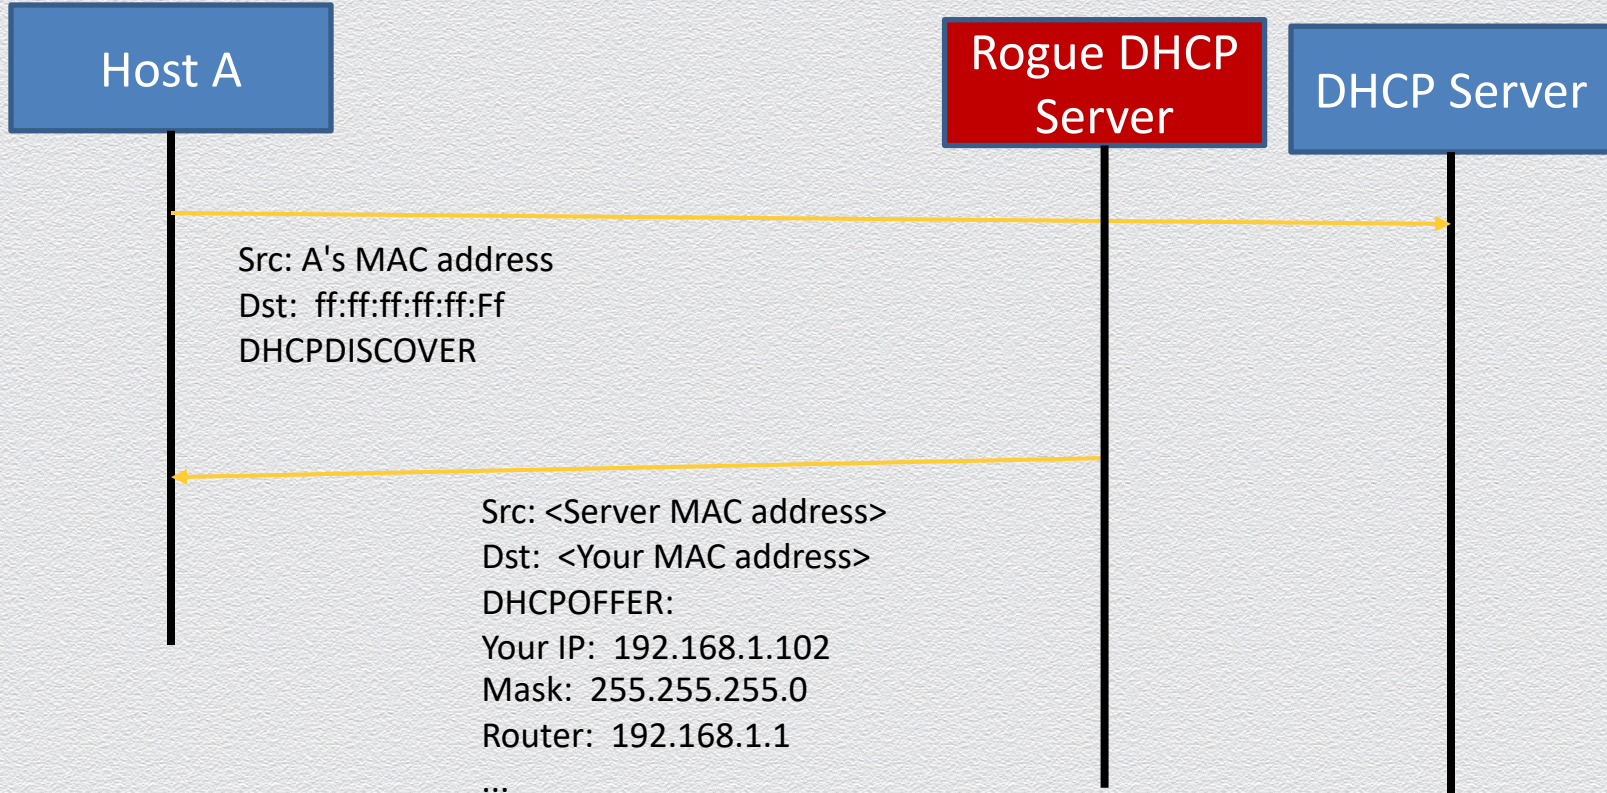 Host A
Rogue DHCP
Server
DHCP Server
Src: A's MAC address
Dst:  ff:ff:ff:ff:ff:Ff
DHCPDISCOVER
Src: <Server MAC address>
Dst:  <Your MAC address>
DHCPOFFER:
Your IP:  192.168.1.102
Mask:  255.255.255.0
Router:  192.168.1.1
...